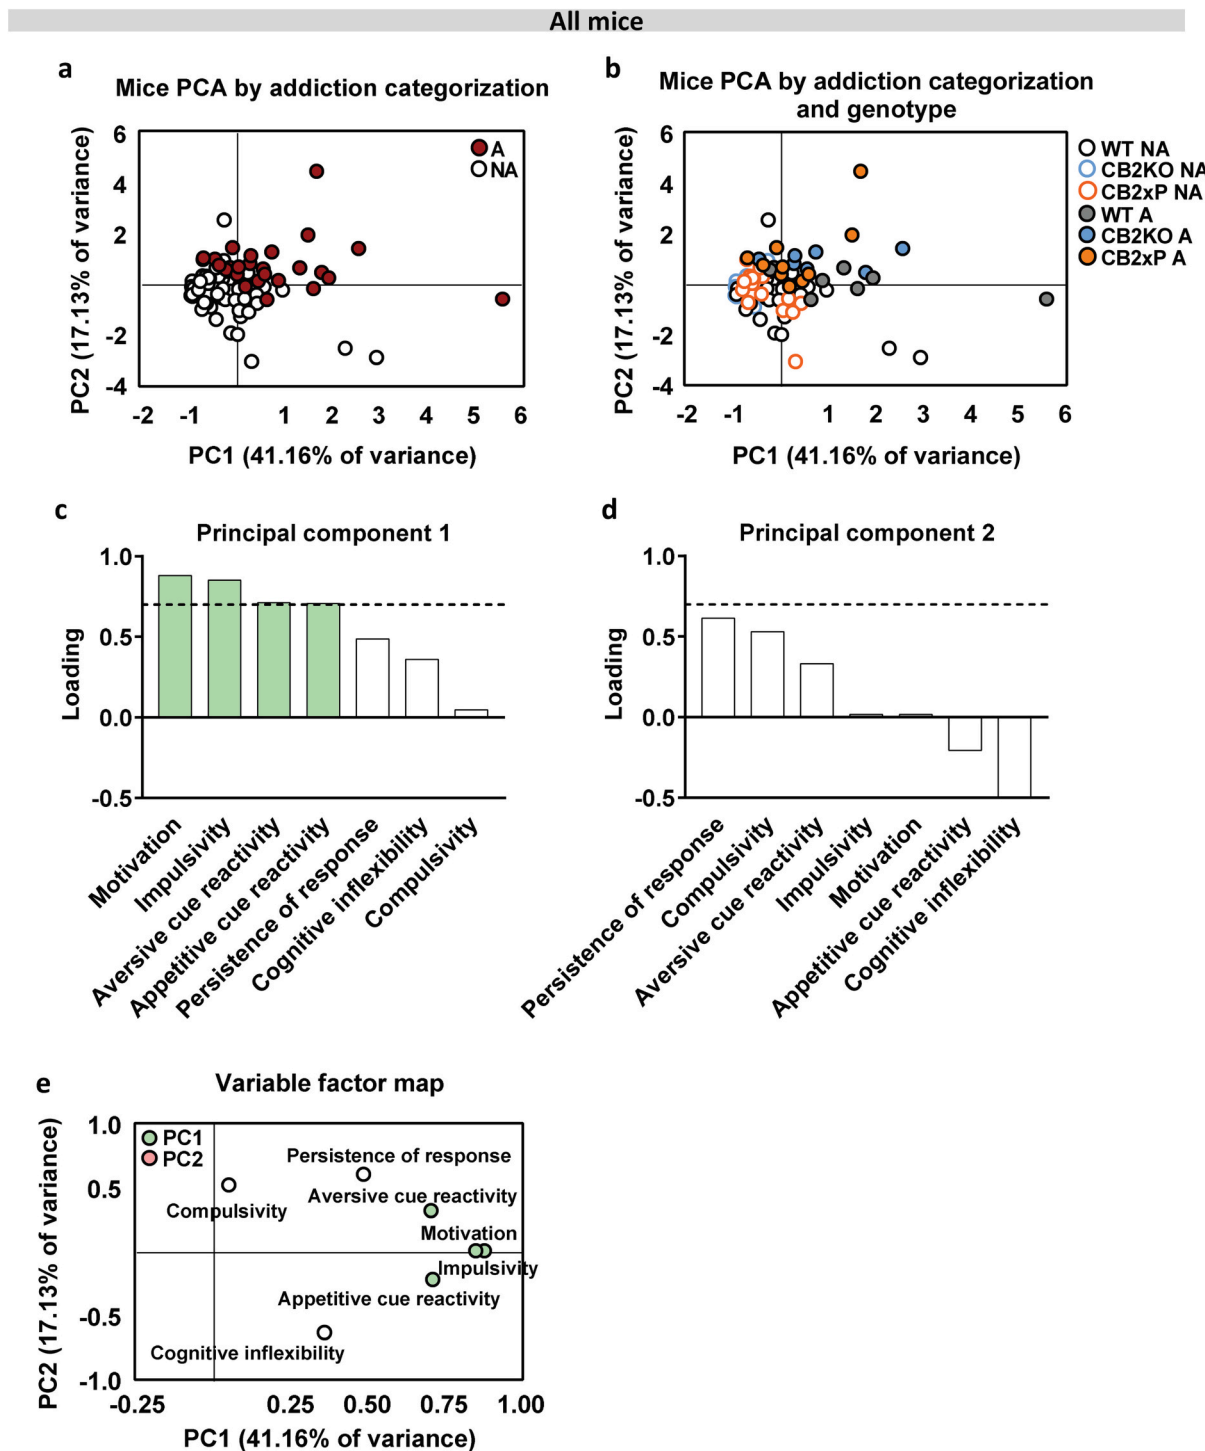 All mice
a
Mice PCA by addiction categorization
PC2 (17.13% of variance)
6
4
2
-2
-4
A
NA
-2
-1
1
2
3
4
5
6
PC1 (41.16% of variance)
b
Mice PCA by addiction categorization
and genotype
PC2 (17.13% of variance)
6
4
2
-2
-4
WT NA
CB2KO NA
CB2xP NA
WT A
CB2KO A
CB2xP A
-2
-1
1
2
3
4
5
6
PC1 (41.16% of variance)
c
Principal component 1
Loading
1.0
0.5
0.0
-0.5
Motivation
Impulsivity
Aversive cue reactivity
Appetitive cue reactivity
Persistence of response
Cognitive inflexibility
Compulsivity
d
Principal component 2
Loading
1.0
0.5
0.0
-0.5
Persistence of response
Compulsivity
Aversive cue reactivity
Impulsivity
Motivation
Appetitive cue reactivity
Cognitive inflexibility
e
Variable factor map
PC2 (17.13% of variance)
1.0
0.5
-0.5
-1.0
PC1
PC2
Persistence of response
Aversive cue reactivity
Compulsivity
Motivation
Impulsivity
Appetitive cue reactivity
Cognitive inflexibility
-0.25
0.25
0.50
0.75
1.00
PC1 (41.16% of variance)